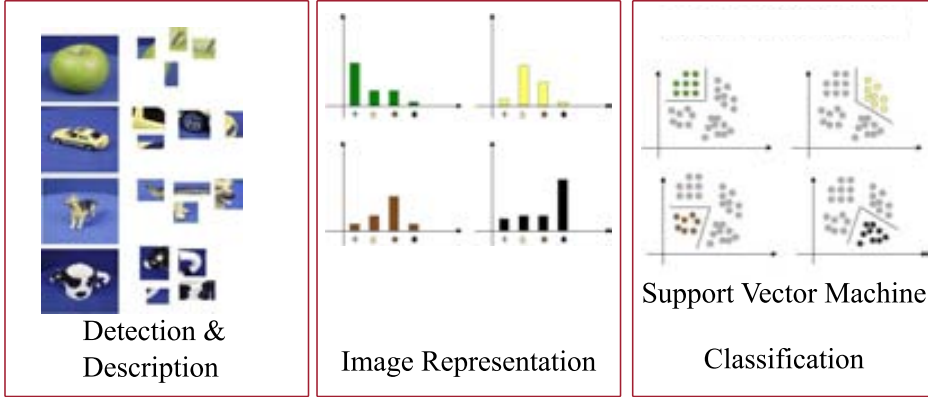 Detection &
Description
Image Representation
Support Vector Machine
Classification